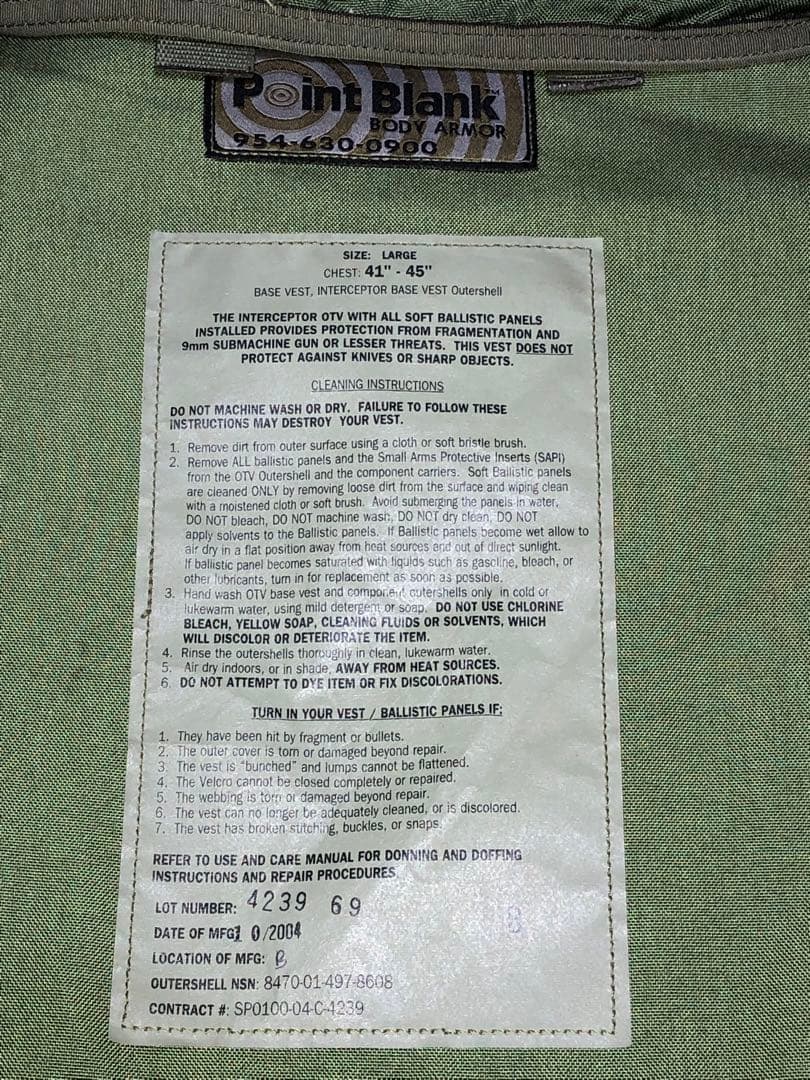 Point Blank™
BODY ARMOR
954-630-0900
SIZE: LARGE
CHEST: 41" - 45"
BASE VEST, INTERCEPTOR BASE VEST Outershell
THE INTERCEPTOR OTV WITH ALL SOFT BALLISTIC PANELS
INSTALLED PROVIDES PROTECTION FROM FRAGMENTATION AND
9mm SUBMACHINE GUN OR LESSER THREATS. THIS VEST DOES NOT
PROTECT AGAINST KNIVES OR SHARP OBJECTS.
CLEANING INSTRUCTIONS
DO NOT MACHINE WASH OR DRY. FAILURE TO FOLLOW THESE
INSTRUCTIONS MAY DESTROY YOUR VEST.
1. Remove dirt from outer surface using a cloth or soft bristle brush.
2. Remove ALL ballistic panels and the Small Arms Protective Inserts (SAPI)
from the OTV Outershell and the component carriers. Soft Ballistic panels
are cleaned ONLY by removing loose dirt from the surface and wiping clean
with a moistened cloth or soft brush. Avoid submerging the panels in water,
DO NOT bleach, DO NOT machine wash, DO NOT dry clean, DO NOT
apply solvents to the Ballistic panels. If Ballistic panels become wet allow to
air dry in a flat position away from heat sources and out of direct sunlight.
If ballistic panel becomes saturated with liquids such as gasoline, bleach, or
other lubricants, turn in for replacement as soon as possible.
3. Hand wash OTV base vest and component outershells only in cold or
lukewarm water, using mild detergent or soap. DO NOT USE CHLORINE
BLEACH, YELLOW SOAP, CLEANING FLUIDS OR SOLVENTS, WHICH
WILL DISCOLOR OR DETERIORATE THE ITEM.
4. Rinse the outershells thoroughly in clean, lukewarm water.
5. Air dry indoors, or in shade, AWAY FROM HEAT SOURCES.
6. DO NOT ATTEMPT TO DYE ITEM OR FIX DISCOLORATIONS.
TURN IN YOUR VEST / BALLISTIC PANELS IF:
1. They have been hit by fragment or bullets.
2. The outer cover is torn or damaged beyond repair.
3. The vest is "bunched" and lumps cannot be flattened.
4. The Velcro cannot be closed completely or repaired.
5. The webbing is torn or damaged beyond repair.
6. The vest can no longer be adequately cleaned, or is discolored.
7. The vest has broken stitching, buckles, or snaps.
REFER TO USE AND CARE MANUAL FOR DONNING AND DOFFING
INSTRUCTIONS AND REPAIR PROCEDURES
LOT NUMBER: 4239 69
8
DATE OF MFG 10/2004
LOCATION OF MFG: B
OUTERSHELL NSN: 8470-01-497-8608
CONTRACT #: SP0100-04-C-4239